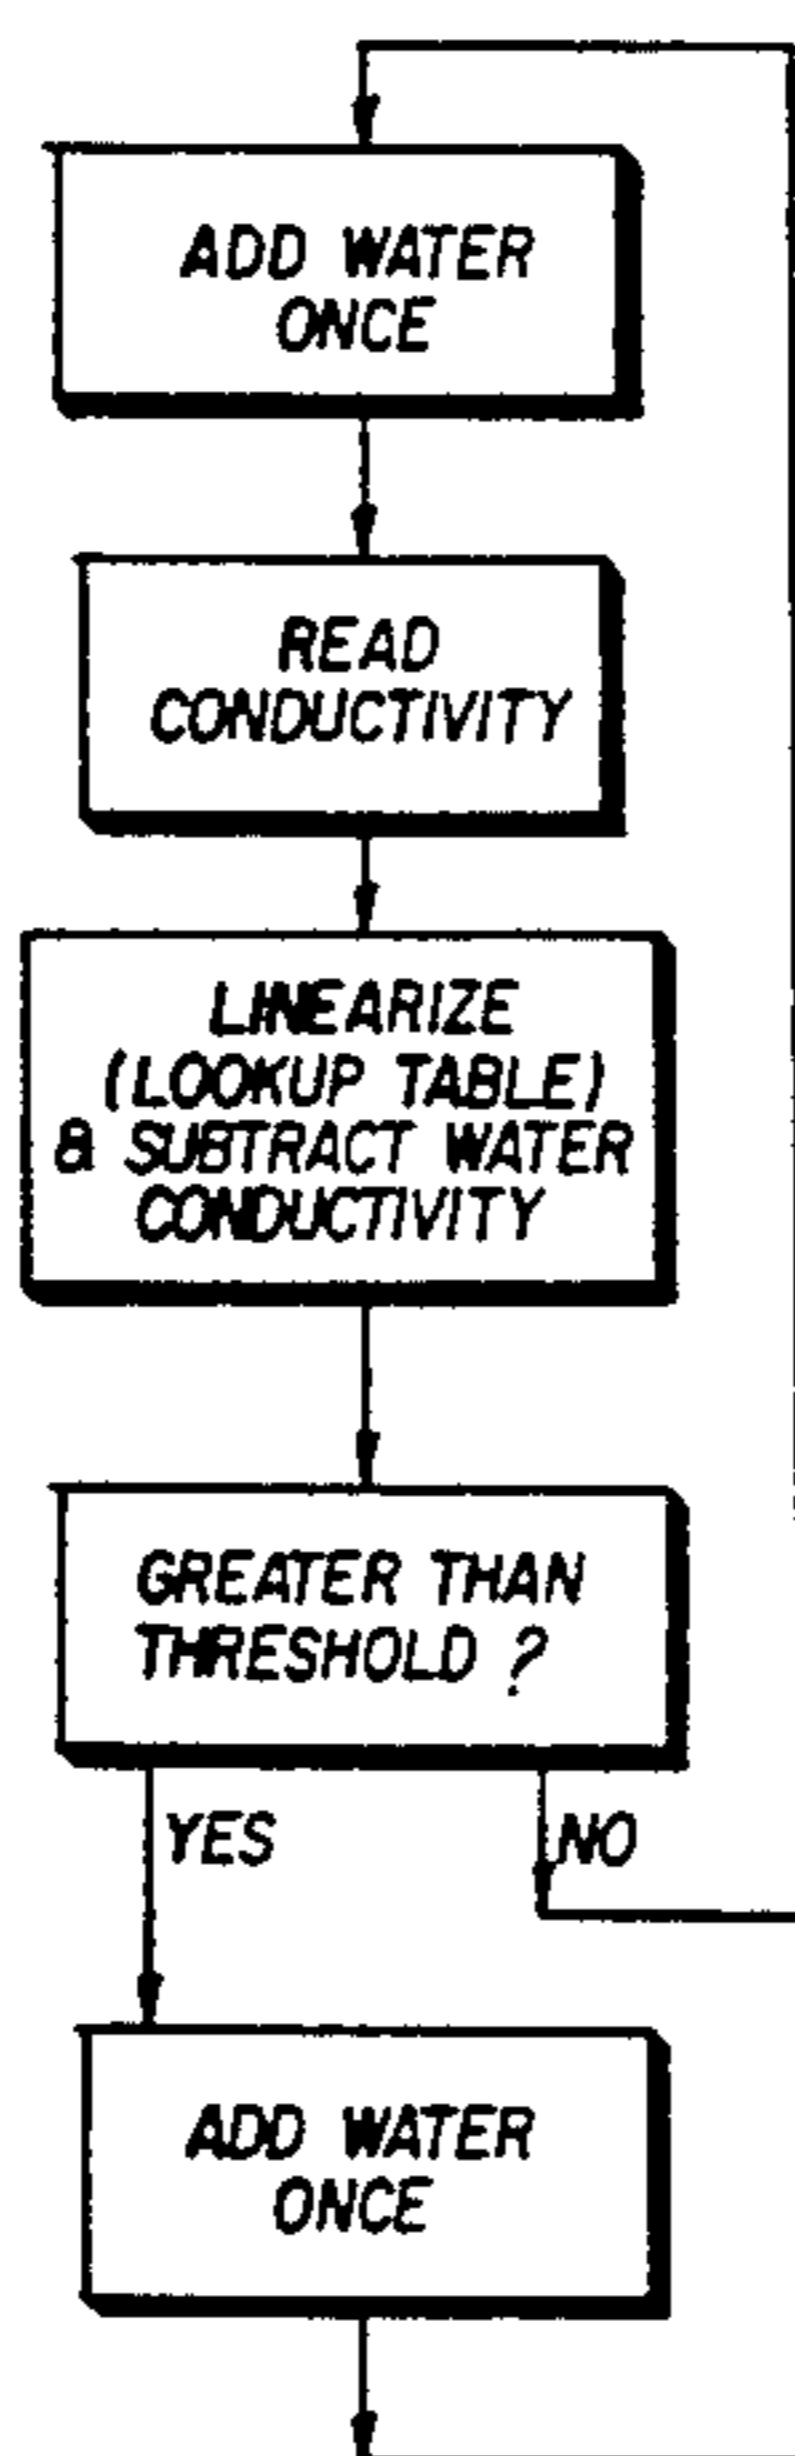 ADD WATER
ONCE
READ
CONDUCTIVITY
LINEARIZE
(LOOKUP TABLE)
& SUBTRACT WATER
CONDUCTIVITY
GREATER THAN
THRESHOLD ?
YES
NO
ADD WATER
ONCE